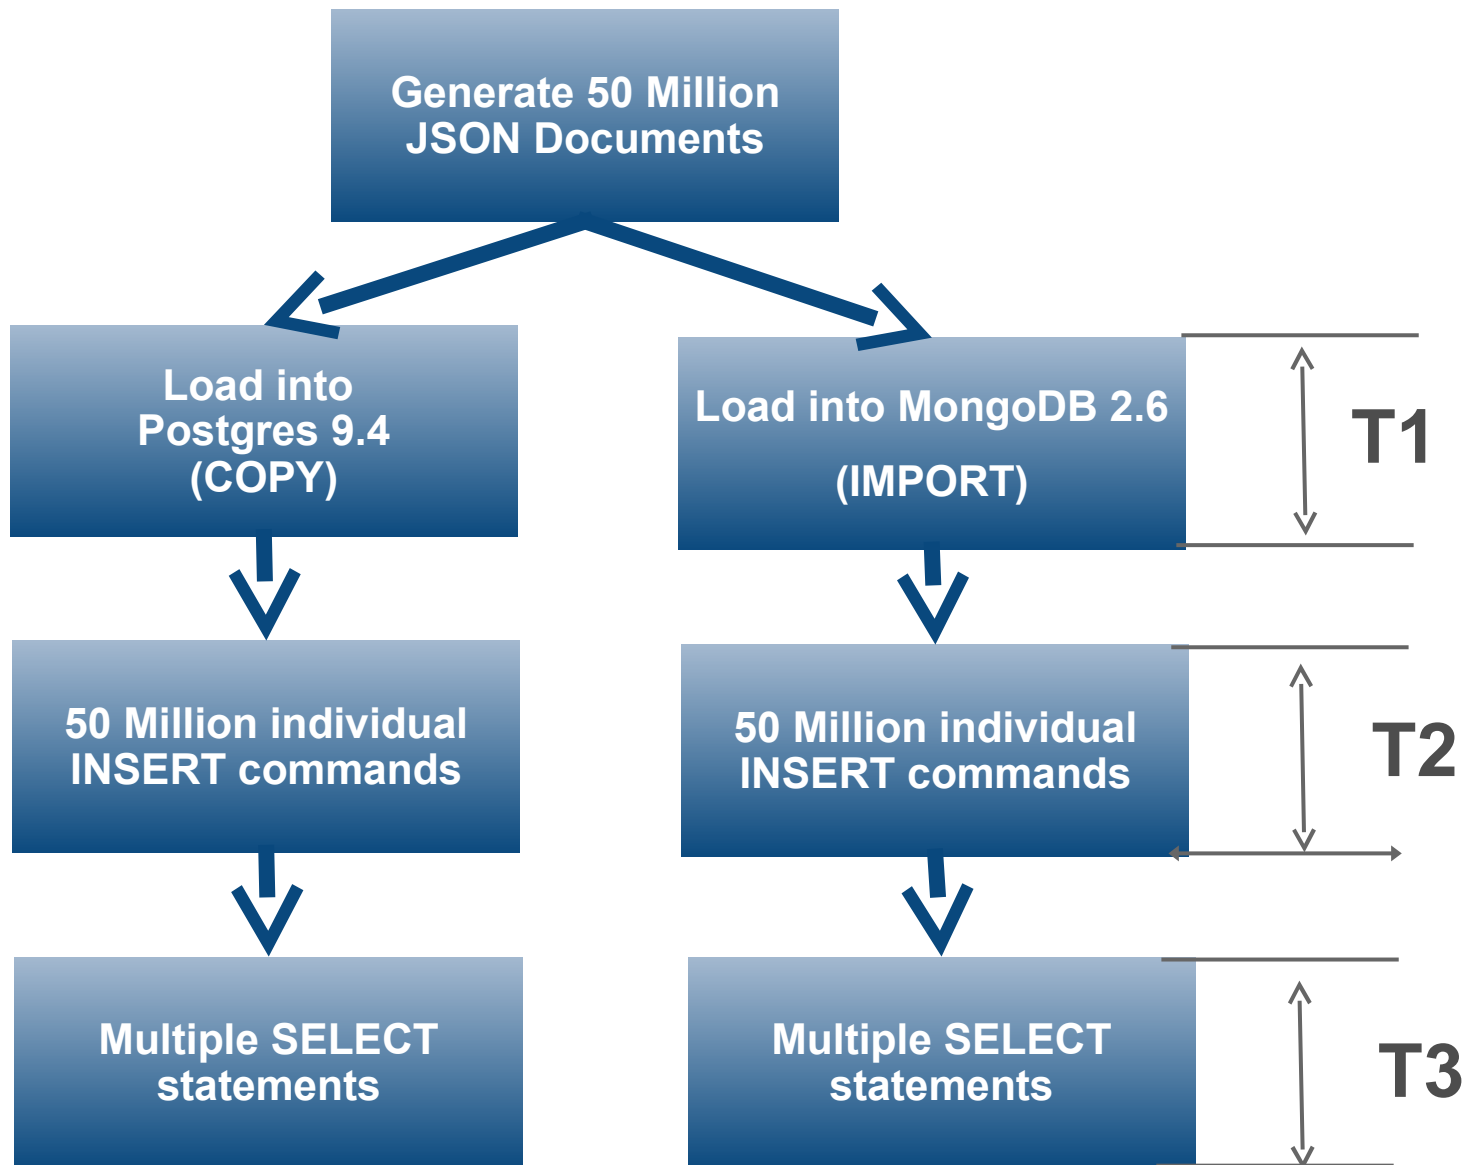 Generate 50 Million
JSON Documents
Load into
Postgres 9.4
(COPY)
Load into MongoDB 2.6
(IMPORT)
T1
50 Million individual
INSERT commands
50 Million individual
INSERT commands
T2
Multiple SELECT
statements
Multiple SELECT
statements
T3